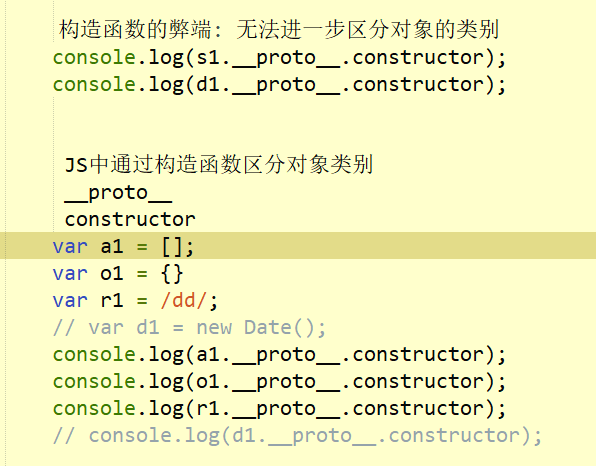 构造函数的弊端: 无法进一步区分对象的类别
console.log(s1.__proto__.constructor);
console.log(d1.__proto__.constructor);
JS中通过构造函数区分对象类别
__proto__
constructor
var a1 = [];
var o1 = {}
var r1 = /dd/;
// var d1 = new Date();
console.log(a1.__proto__.constructor);
console.log(o1.__proto__.constructor);
console.log(r1.__proto__.constructor);
// console.log(d1.__proto__.constructor);